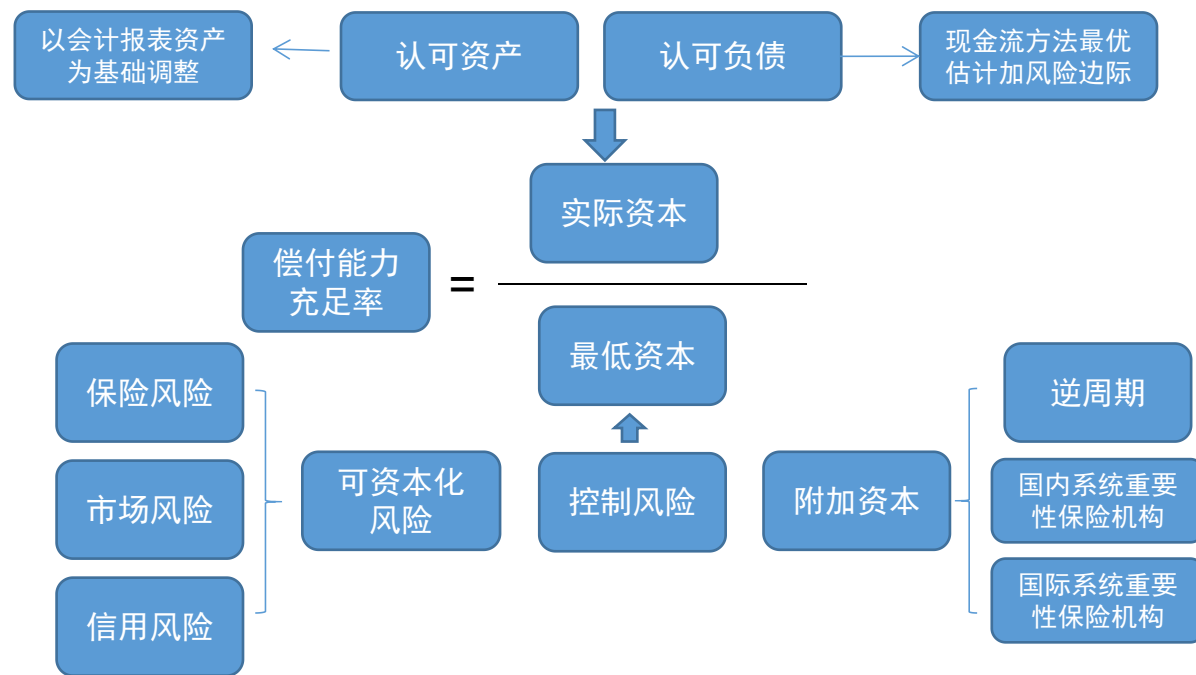 以会计报表资产
为基础调整
认可资产
认可负债
现金流方法最优
估计加风险边际
实际资本
偿付能力
充足率
=
最低资本
保险风险
市场风险
信用风险
可资本化
风险
控制风险
附加资本
逆周期
国内系统重要
性保险机构
国际系统重要
性保险机构